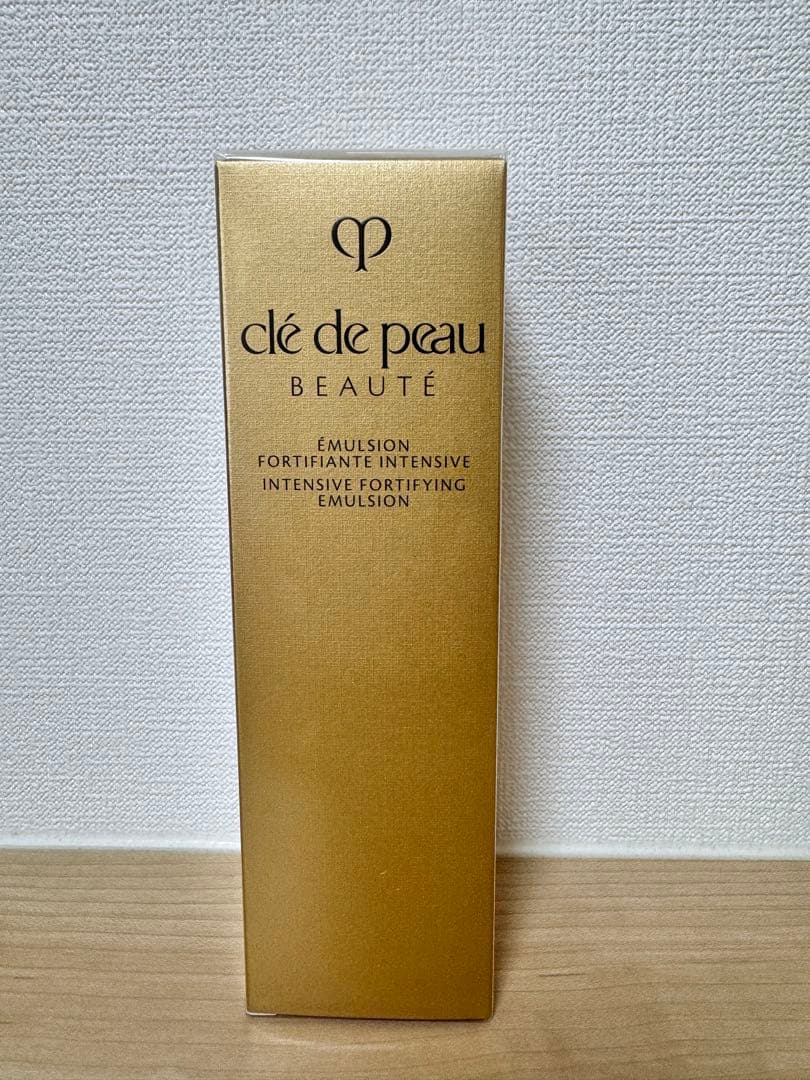 clé de peau
BEAUTÉ
ÉMULSION
FORTIFIANTE INTENSIVE
INTENSIVE FORTIFYING
EMULSION